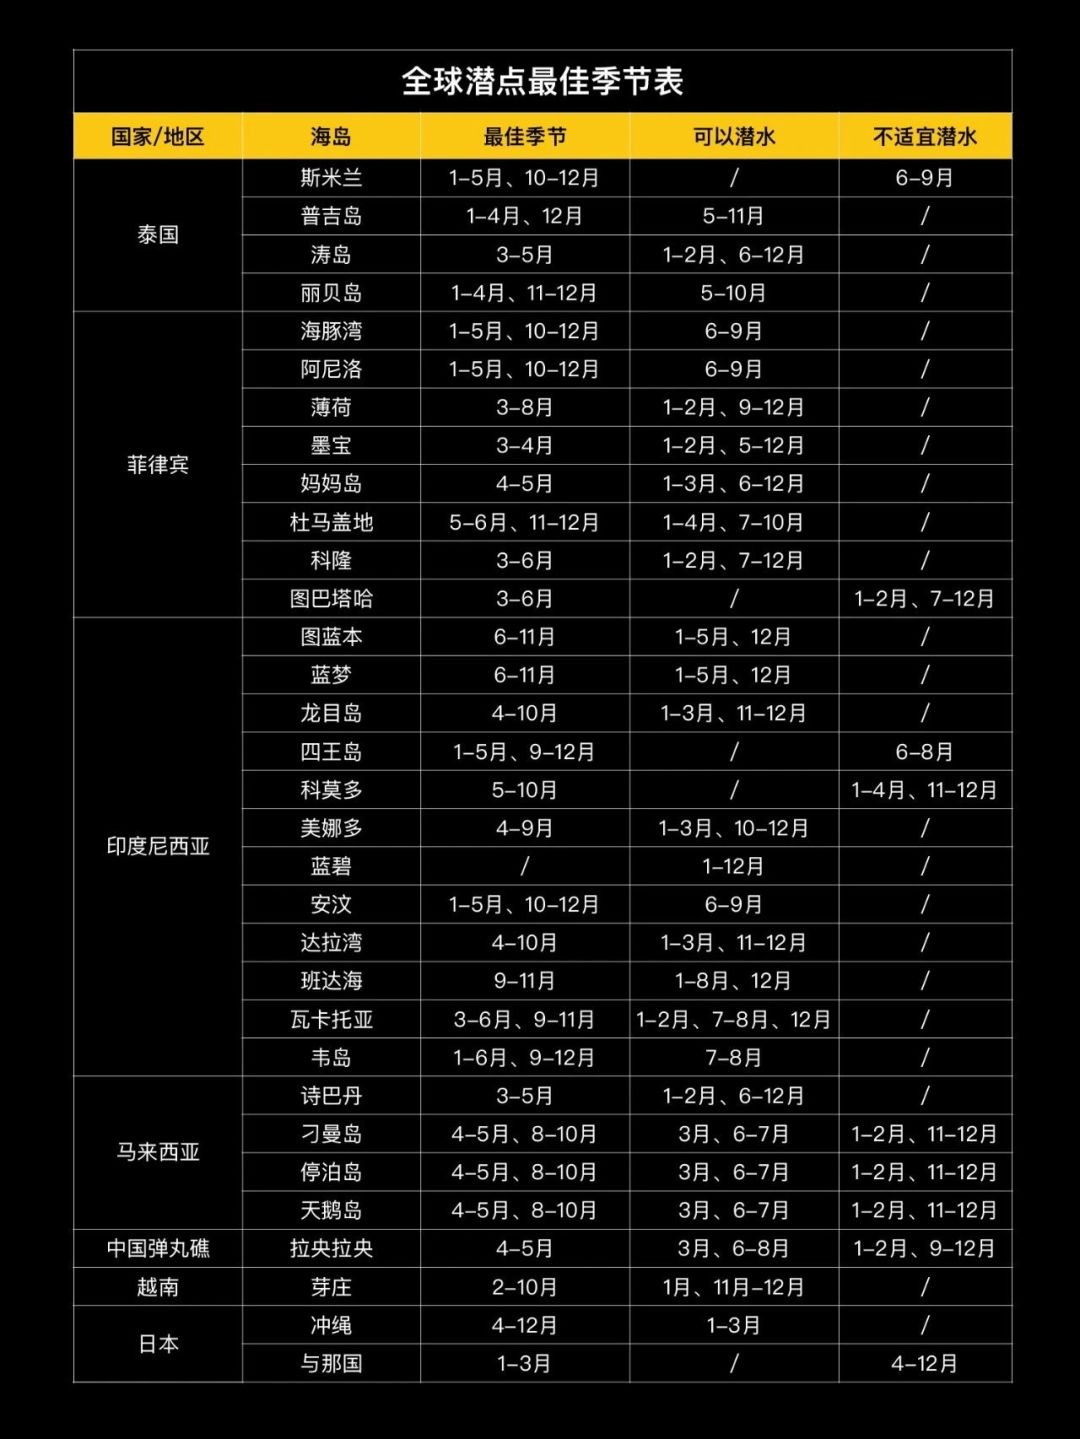 全球潜点最佳季节表
国家/地区 海岛 最佳季节 可以潜水 不适宜潜水
泰国
斯米兰 1–5月、10–12月 / 6–9月
普吉岛 1–4月、12月 5–11月 /
涛岛 3–5月 1–2月、6–12月 /
丽贝岛 1–4月、11–12月 5–10月 /
菲律宾
海豚湾 1–5月、10–12月 6–9月 /
阿尼洛 1–5月、10–12月 6–9月 /
薄荷 3–8月 1–2月、9–12月 /
墨宝 3–4月 1–2月、5–12月 /
妈妈岛 4–5月 1–3月、6–12月 /
杜马盖地 5–6月、11–12月 1–4月、7–10月 /
科隆 3–6月 1–2月、7–12月 /
图巴塔哈 3–6月 / 1–2月、7–12月
印度尼西亚
图蓝本 6–11月 1–5月、12月 /
蓝梦 6–11月 1–5月、12月 /
龙目岛 4–10月 1–3月、11–12月 /
四王岛 1–5月、9–12月 / 6–8月
科莫多 5–10月 / 1–4月、11–12月
美娜多 4–9月 1–3月、10–12月 /
蓝碧 / 1–12月 /
安汶 1–5月、10–12月 6–9月 /
达拉湾 4–10月 1–3月、11–12月 /
班达海 9–11月 1–8月、12月 /
瓦卡托亚 3–6月、9–11月 1–2月、7–8月、12月 /
韦岛 1–6月、9–12月 7–8月 /
马来西亚
诗巴丹 3–5月 1–2月、6–12月 /
刁曼岛 4–5月、8–10月 3月、6–7月 1–2月、11–12月
停泊岛 4–5月、8–10月 3月、6–7月 1–2月、11–12月
天鹅岛 4–5月、8–10月 3月、6–7月 1–2月、11–12月
中国弹丸礁 拉央拉央 4–5月 3月、6–8月 1–2月、9–12月
越南 芽庄 2–10月 1月、11月–12月 /
日本
冲绳 4–12月 1–3月 /
与那国 1–3月 / 4–12月